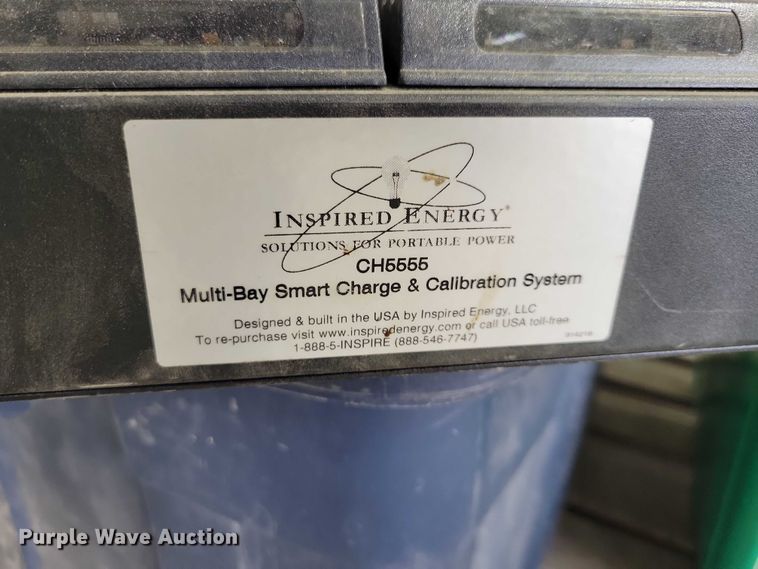 INSPIRED ENERGY®
SOLUTIONS FOR PORTABLE POWER
CH5555
Multi-Bay Smart Charge & Calibration System
Designed & built in the USA by Inspired Energy, LLC
To re-purchase visit www.inspiredenergy.com or call USA toll-free
1-888-5-INSPIRE (888-546-7747)
Purple Wave Auction